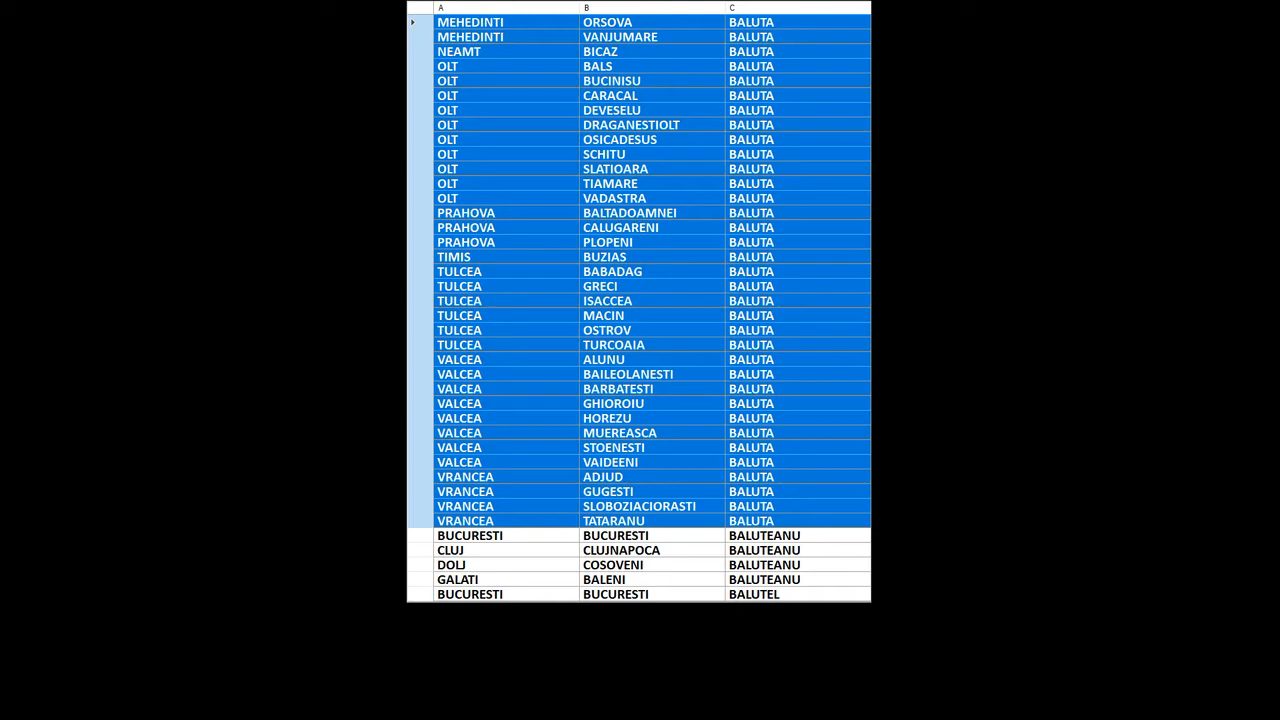 A B C
MEHEDINTI ORSOVA BALUTA
MEHEDINTI VANJUMARE BALUTA
NEAMT BICAZ BALUTA
OLT BALS BALUTA
OLT BUCINISU BALUTA
OLT CARACAL BALUTA
OLT DEVESELU BALUTA
OLT DRAGANESTIOLT BALUTA
OLT OSICADESUS BALUTA
OLT SCHITU BALUTA
OLT SLATIOARA BALUTA
OLT TIAMARE BALUTA
OLT VADASTRA BALUTA
PRAHOVA BALTADOAMNEI BALUTA
PRAHOVA CALUGARENI BALUTA
PRAHOVA PLOPENI BALUTA
TIMIS BUZIAS BALUTA
TULCEA BABADAG BALUTA
TULCEA GRECI BALUTA
TULCEA ISACCEA BALUTA
TULCEA MACIN BALUTA
TULCEA OSTROV BALUTA
TULCEA TURCOAIA BALUTA
VALCEA ALUNU BALUTA
VALCEA BAILEOLANESTI BALUTA
VALCEA BARBATESTI BALUTA
VALCEA GHIOROIU BALUTA
VALCEA HOREZU BALUTA
VALCEA MUEREASCA BALUTA
VALCEA STOENESTI BALUTA
VALCEA VAIDEENI BALUTA
VRANCEA ADJUD BALUTA
VRANCEA GUGESTI BALUTA
VRANCEA SLOBOZIACIORASTI BALUTA
VRANCEA TATARANU BALUTA
BUCURESTI BUCURESTI BALUTEANU
CLUJ CLUJNAPOCA BALUTEANU
DOLJ COSOVENI BALUTEANU
GALATI BALENI BALUTEANU
BUCURESTI BUCURESTI BALUTEL